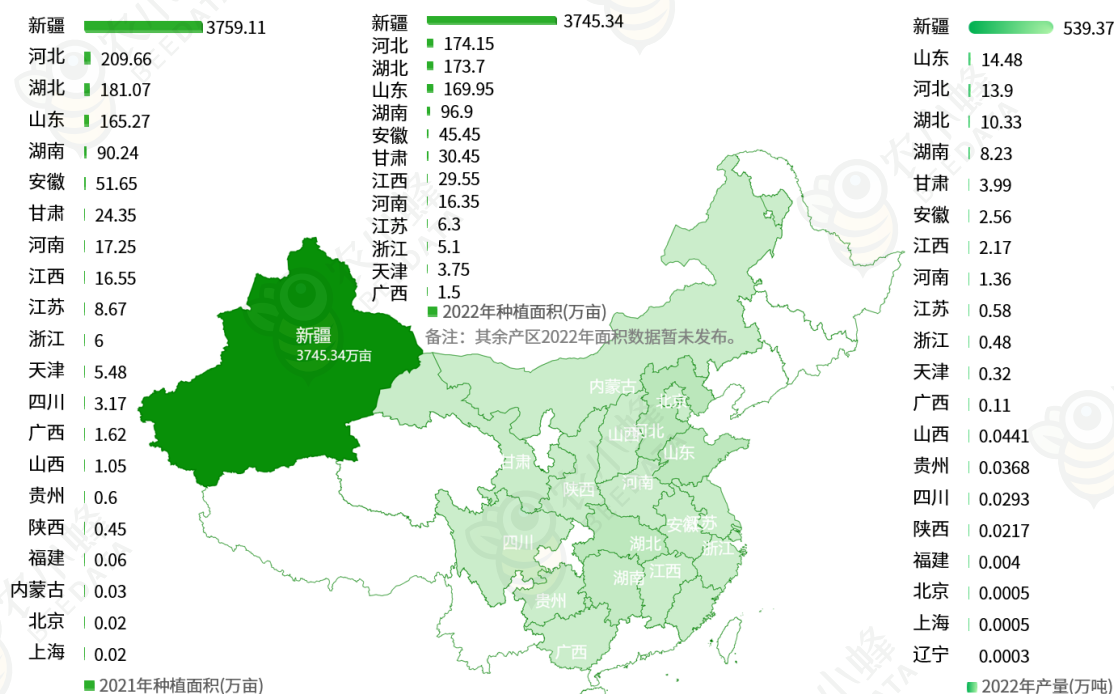 新疆 3759.11
河北 209.66
湖北 181.07
山东 165.27
湖南 90.24
安徽 51.65
甘肃 24.35
河南 17.25
江西 16.55
江苏 8.67
浙江 6
天津 5.48
四川 3.17
广西 1.62
山西 1.05
贵州 0.6
陕西 0.45
福建 0.06
内蒙古 0.03
北京 0.02
上海 0.02
2021年种植面积(万亩)
新疆 3745.34
河北 174.15
湖北 173.7
山东 169.95
湖南 96.9
安徽 45.45
甘肃 30.45
江西 29.55
河南 16.35
江苏 6.3
浙江 5.1
天津 3.75
广西 1.5
2022年种植面积(万亩)
备注：其余产区2022年面积数据暂未发布。
新疆
3745.34万亩
内蒙古
北京
山西
河北
山东
甘肃
陕西
河南
安徽
江苏
四川
湖北
浙江
湖南
江西
贵州
广西
新疆 539.37
山东 14.48
河北 13.9
湖北 10.33
湖南 8.23
甘肃 3.99
安徽 2.56
江西 2.17
河南 1.36
江苏 0.58
浙江 0.48
天津 0.32
广西 0.11
山西 0.0441
贵州 0.0368
四川 0.0293
陕西 0.0217
福建 0.004
北京 0.0005
上海 0.0005
辽宁 0.0003
2022年产量(万吨)
农小蜂
BEEDATA